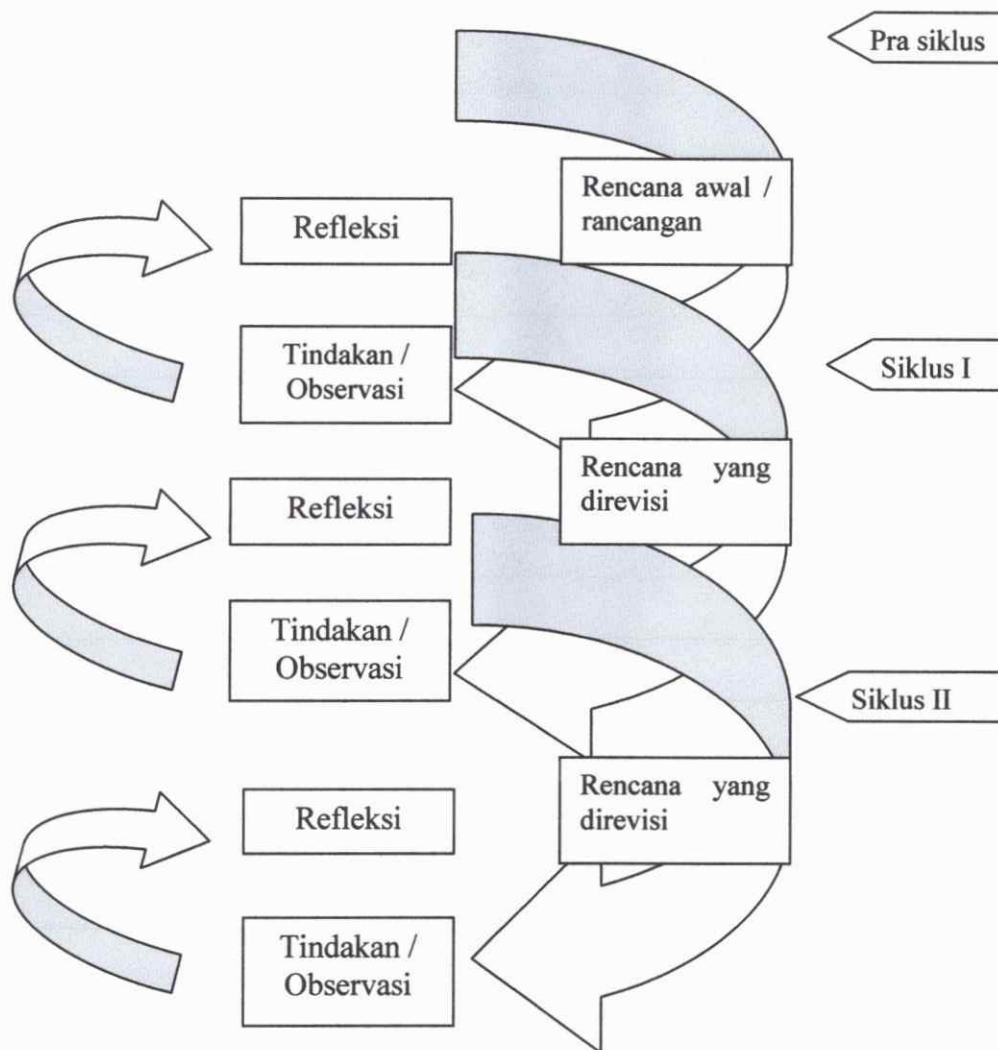 Pra siklus
Rencana awal /
rancangan
Refleksi
Tindakan /
Observasi
Siklus I
Rencana yang
direvisi
Refleksi
Tindakan /
Observasi
Siklus II
Rencana yang
direvisi
Refleksi
Tindakan /
Observasi